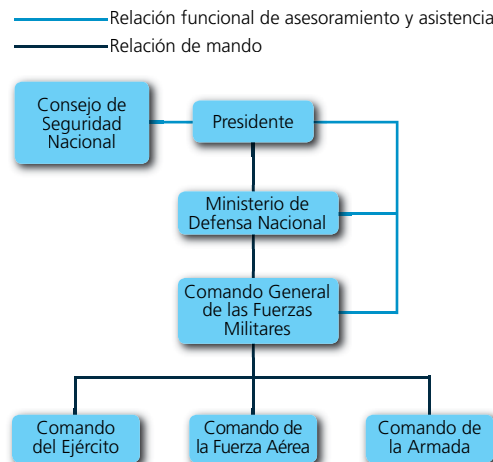 Relación funcional de asesoramiento y asistencia
Relación de mando
Consejo de
Seguridad
Nacional
Presidente
Ministerio de
Defensa Nacional
Comando General
de las Fuerzas
Militares
Comando
del Ejército
Comando de
la Fuerza Aérea
Comando de
la Armada